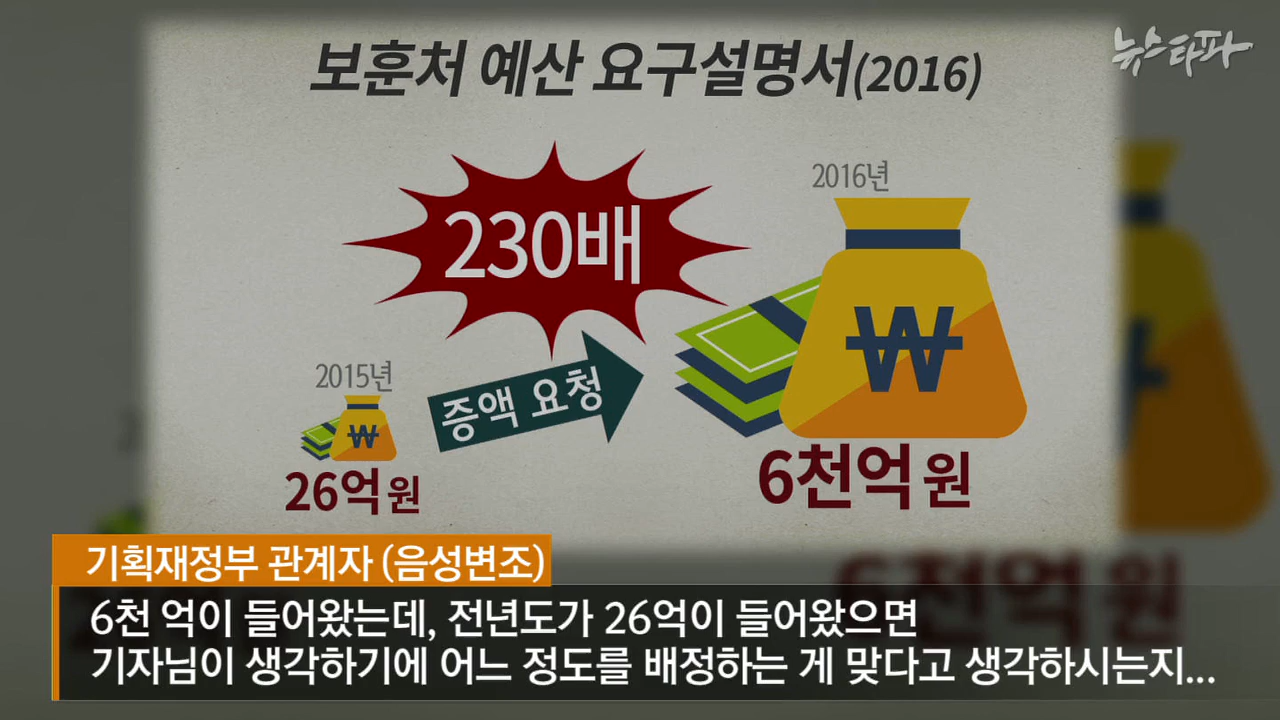 뉴스타파
보훈처 예산 요구설명서(2016)
230배
2016년
2015년
증액 요청
₩
₩
26억 원
6천억 원
기획재정부 관계자 (음성변조)
6천 억이 들어왔는데, 전년도가 26억이 들어왔으면
기자님이 생각하기에 어느 정도를 배정하는 게 맞다고 생각하시는지...